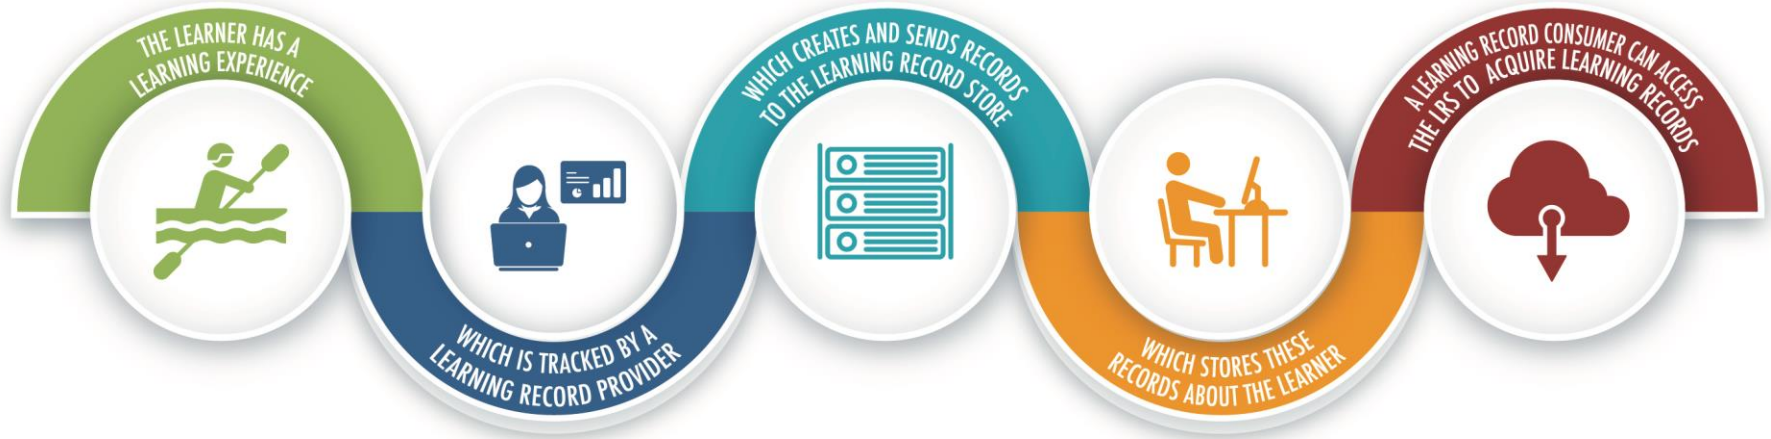 THE LEARNER HAS A
LEARNING EXPERIENCE
WHICH IS TRACKED BY A
LEARNING RECORD PROVIDER
WHICH CREATES AND SENDS RECORDS
TO THE LEARNING RECORD STORE
WHICH STORES THESE
RECORDS ABOUT THE LEARNER
A LEARNING RECORD CONSUMER CAN ACCESS
THE LRS TO ACQUIRE LEARNING RECORDS